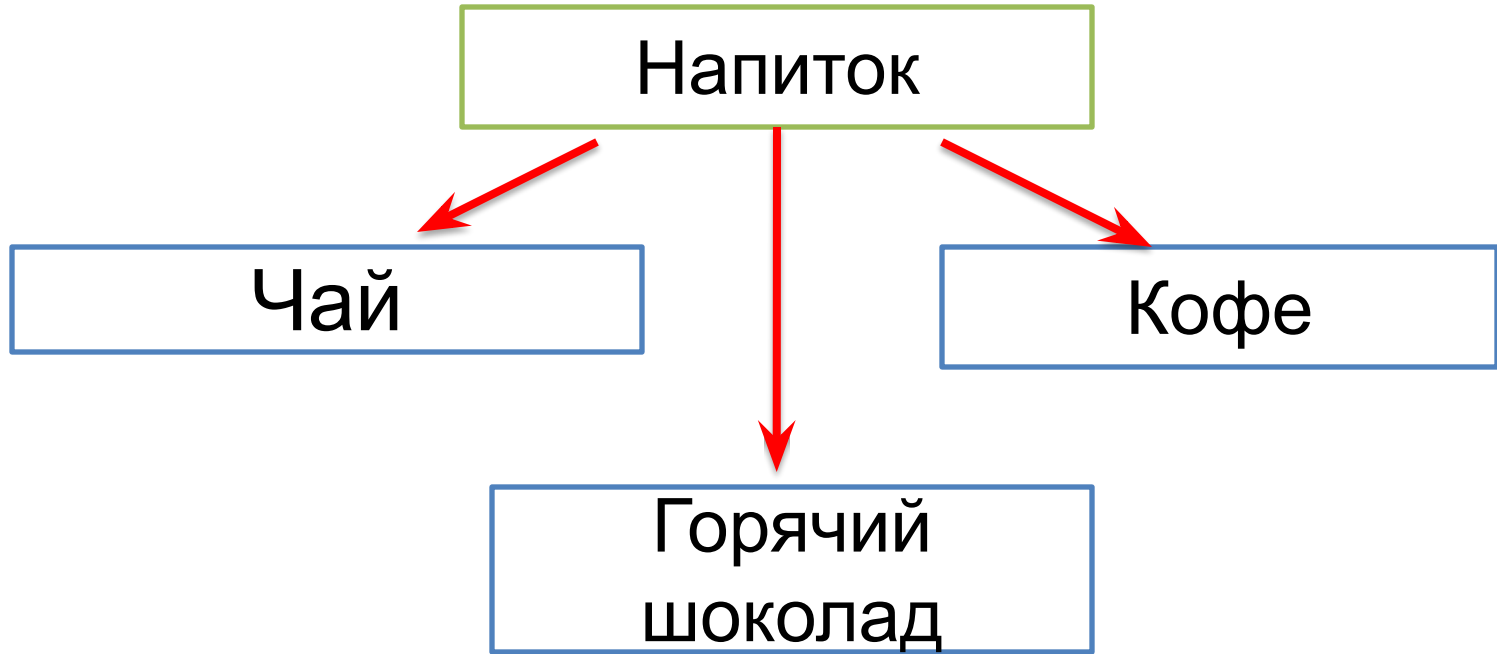 Напиток
Чай
Кофе
Горячий
шоколад